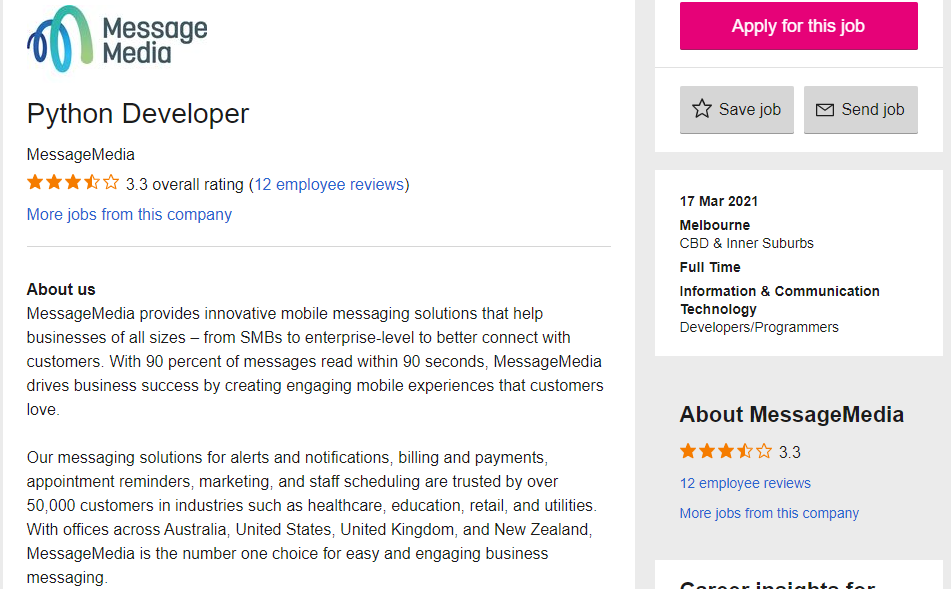 Message
Media
Python Developer
MessageMedia
3.3 overall rating (12 employee reviews)
More jobs from this company
About us
MessageMedia provides innovative mobile messaging solutions that help
businesses of all sizes – from SMBs to enterprise-level to better connect with
customers. With 90 percent of messages read within 90 seconds, MessageMedia
drives business success by creating engaging mobile experiences that customers
love.
Our messaging solutions for alerts and notifications, billing and payments,
appointment reminders, marketing, and staff scheduling are trusted by over
50,000 customers in industries such as healthcare, education, retail, and utilities.
With offices across Australia, United States, United Kingdom, and New Zealand,
MessageMedia is the number one choice for easy and engaging business
messaging.
Apply for this job
Save job
Send job
17 Mar 2021
Melbourne
CBD & Inner Suburbs
Full Time
Information & Communication
Technology
Developers/Programmers
About MessageMedia
3.3
12 employee reviews
More jobs from this company
Career insights for